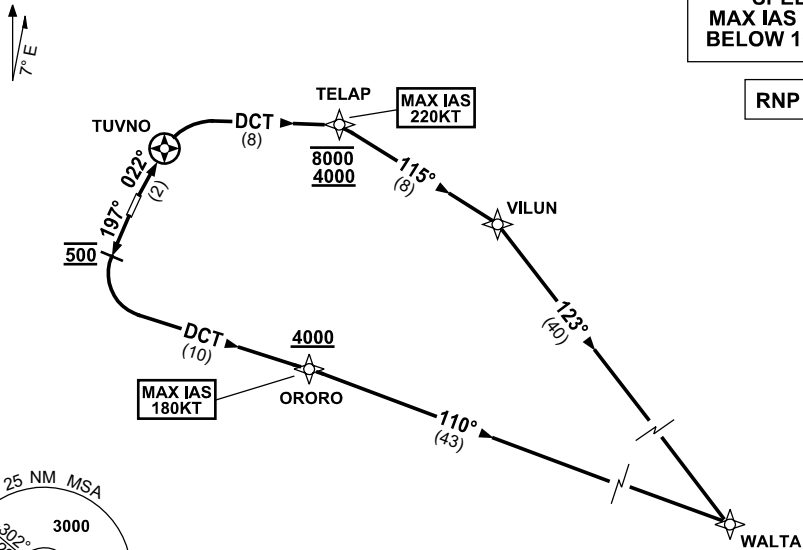 SPEED
MAX IAS
BELOW 1
RNP
7° E
TELAP
MAX IAS
220KT
TUVNO
DCT
(8)
8000
4000
022°
(2)
197°
115°
(8)
VILUN
500
123°
(40)
DCT
(10)
4000
MAX IAS
180KT
ORORO
110°
(43)
25 NM MSA
3000
302°
WALTA